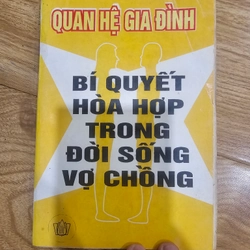 QUAN HỆ GIA ĐÌNH
BÍ QUYẾT
HÒA HỢP
TRONG
ĐỜI SỐNG
VỢ CHỒNG